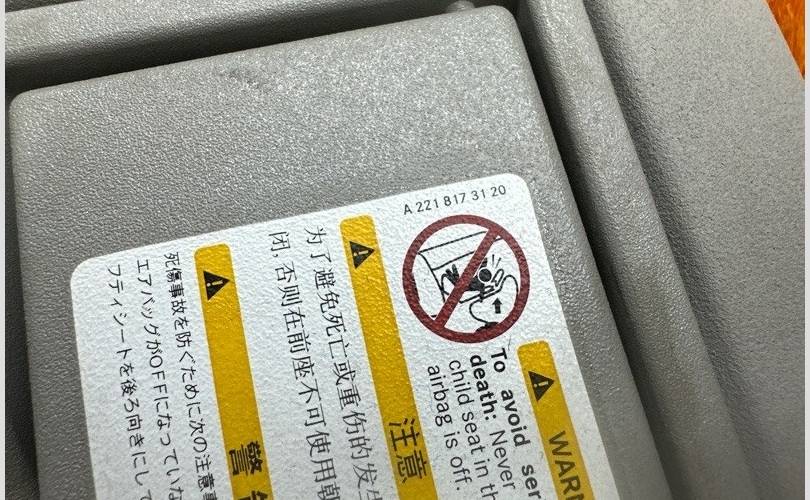 A 221 817 31 20
WARN
To avoid ser
death: Never
child seat in th
airbag is off.
注意
为了避免死亡或重伤的发生
闭, 否则在前座不可使用朝
警
死傷事故を防ぐために次の注意事
エアバッグがOFFになっていな
フティシートを後ろ向きにして